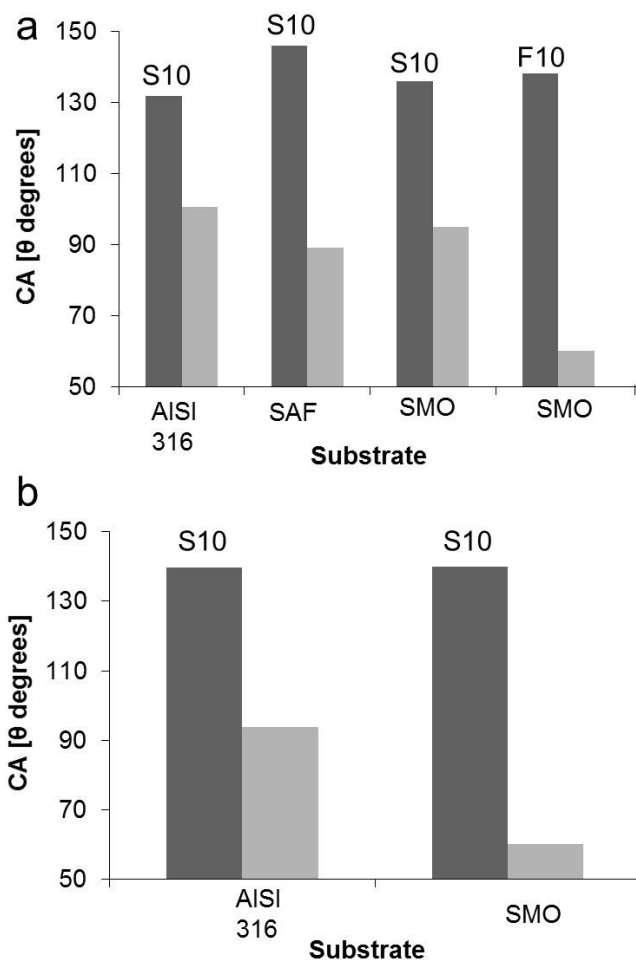 a
150
130
110
90
70
50
CA [θ degrees]
S10
S10
S10
F10
AISI
316
SAF
SMO
SMO
Substrate
b
150
130
110
90
70
50
CA [θ degrees]
S10
S10
AISI
316
SMO
Substrate